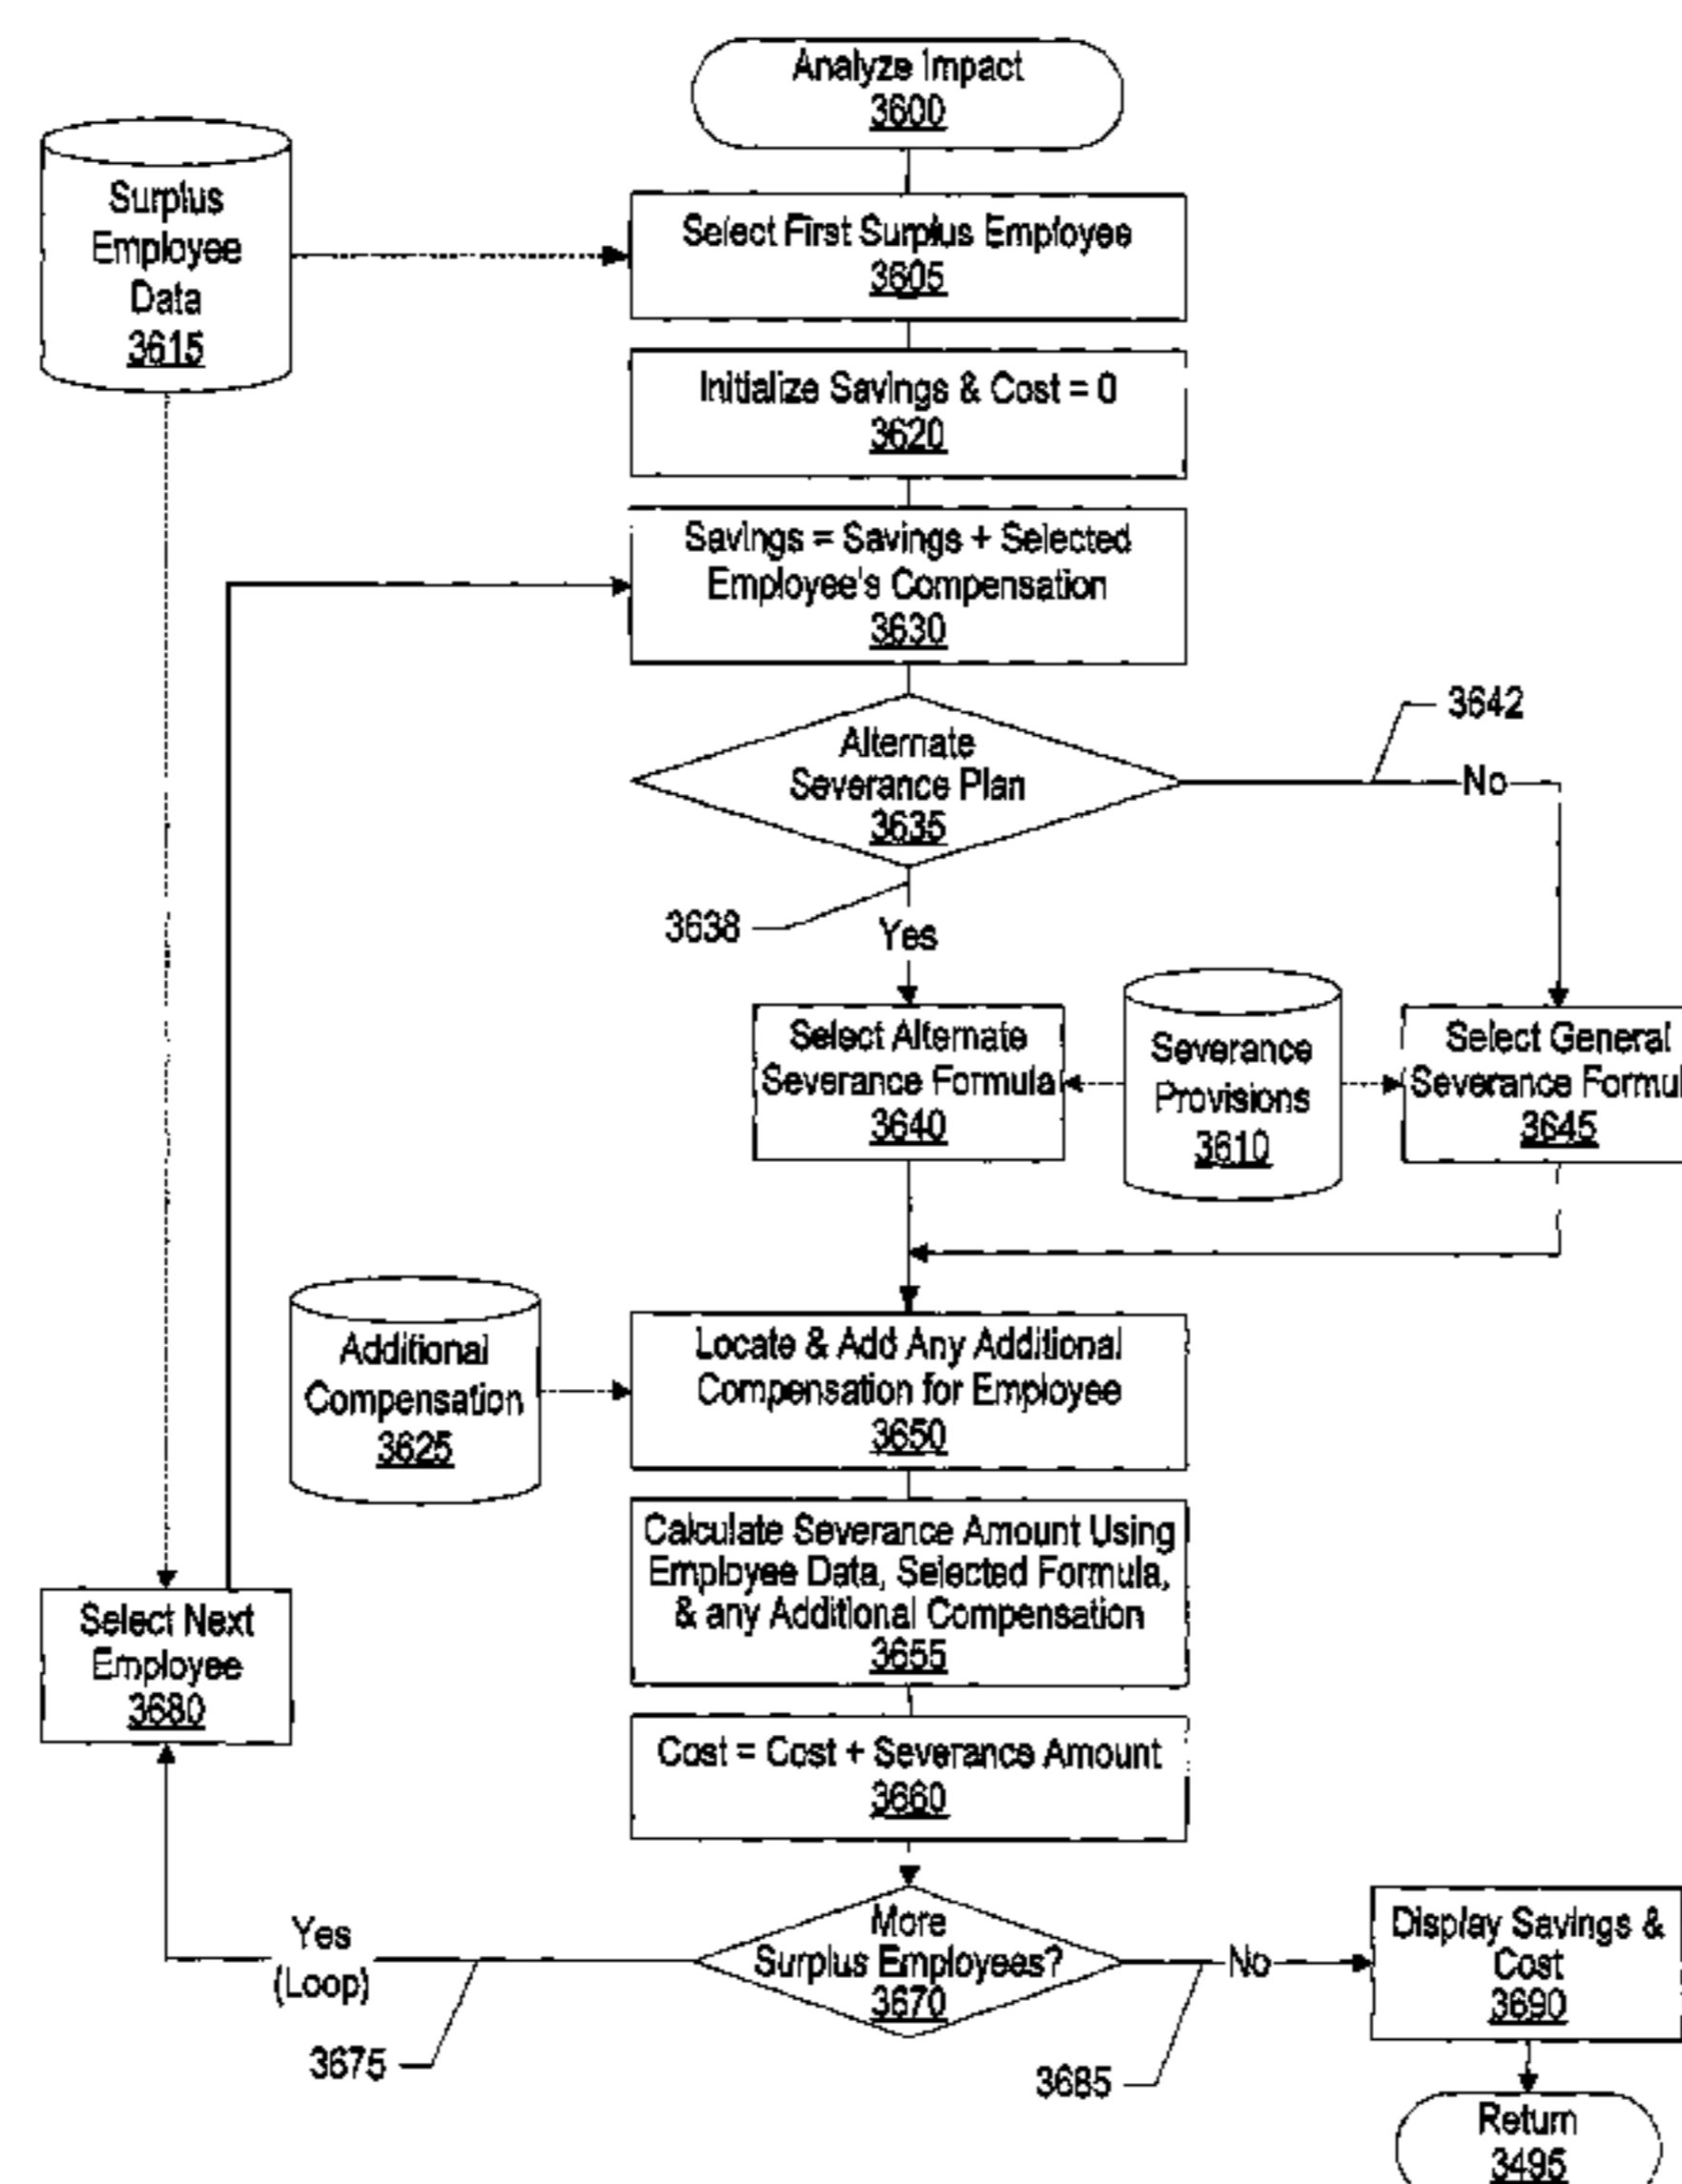 Analyze Impact
3600
Surplus
Employee
Data
3615
Select First Surplus Employee
3605
Initialize Savings & Cost = 0
3620
Savings = Savings + Selected
Employee's Compensation
3630
Alternate
Severance Plan
3635
3642
No
3638
Yes
Select Alternate
Severance Formula
3640
Severance
Provisions
3610
Select General
Severance Formul
3645
Additional
Compensation
3625
Locate & Add Any Additional
Compensation for Employee
3650
Calculate Severance Amount Using
Employee Data, Selected Formula,
& any Additional Compensation
3655
Select Next
Employee
3680
Cost = Cost + Severance Amount
3660
More
Surplus Employees?
3670
Yes
(Loop)
3675
No
3685
Display Savings &
Cost
3690
Return
3495